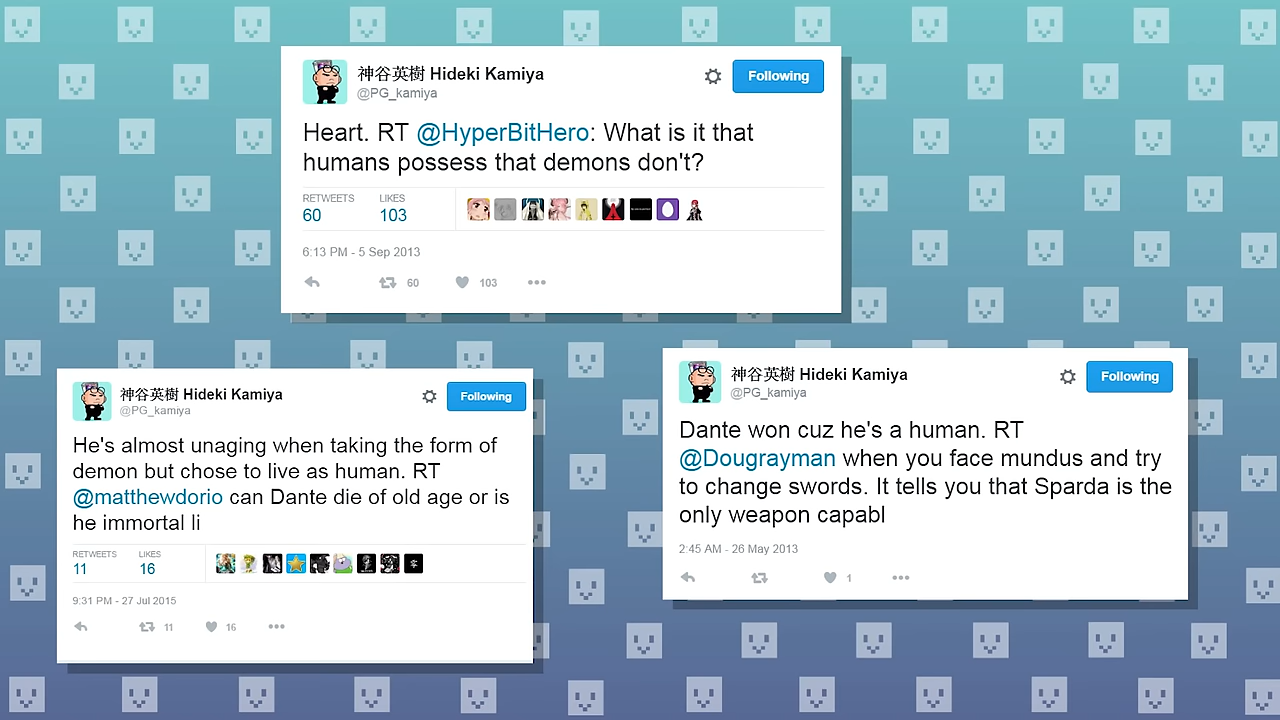 神谷英樹 Hideki Kamiya
@PG_kamiya
Following
Heart. RT @HyperBitHero: What is it that
humans possess that demons don't?
RETWEETS LIKES
60 103
6:13 PM - 5 Sep 2013
60 103
神谷英樹 Hideki Kamiya
@PG_kamiya
Following
He's almost unaging when taking the form of
demon but chose to live as human. RT
@matthewdorio can Dante die of old age or is
he immortal li
RETWEETS LIKES
11 16
9:31 PM - 27 Jul 2015
11 16
神谷英樹 Hideki Kamiya
@PG_kamiya
Following
Dante won cuz he's a human. RT
@Dougrayman when you face mundus and try
to change swords. It tells you that Sparda is the
only weapon capabl
2:45 AM - 26 May 2013
1